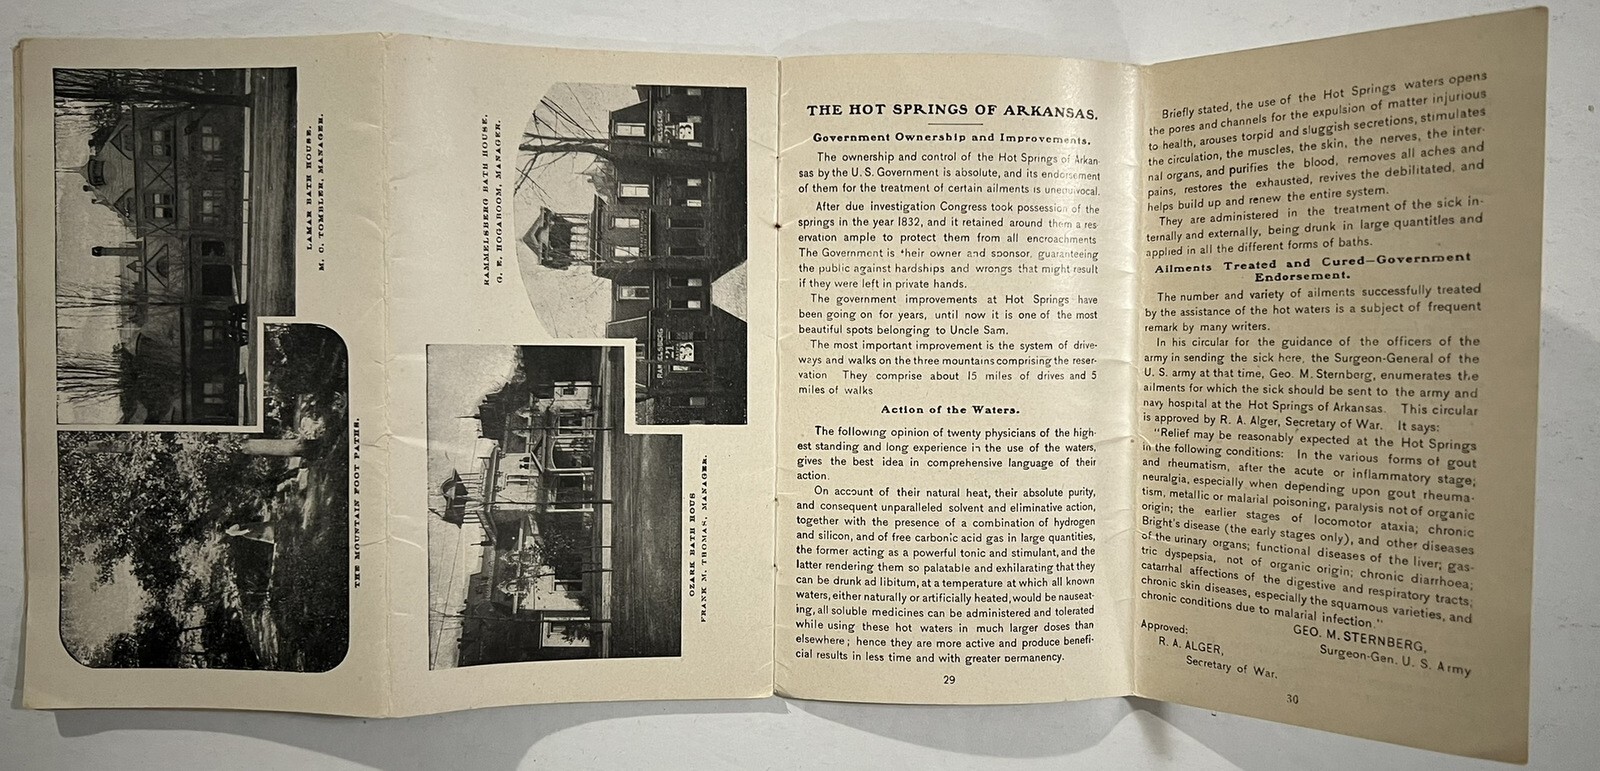 LAMAR BATH HOUSE.
M. C. TOMBLER, MANAGER.
THE MOUNTAIN FOOT PATHS.
RAMMELSBERG BATH HOUSE.
G. E. HOGABOOM, MANAGER.
OZARK BATH HOUS
FRANK M. THOMAS, MANAGER.
THE HOT SPRINGS OF ARKANSAS.
Government Ownership and Improvements.
The ownership and control of the Hot Springs of Arkan-
sas by the U. S. Government is absolute, and its endorsement
of them for the treatment of certain ailments is unequivocal.
After due investigation Congress took possession of the
springs in the year 1832, and it retained around them a res
ervation ample to protect them from all encroachments
The Government is their owner and sponsor, guaranteeing
the public against hardships and wrongs that might result
if they were left in private hands.
The government improvements at Hot Springs have
been going on for years, until now it is one of the most
beautiful spots belonging to Uncle Sam.
The most important improvement is the system of drive-
ways and walks on the three mountains comprising the reser-
vation They comprise about 15 miles of drives and 5
miles of walks
Action of the Waters.
The following opinion of twenty physicians of the high-
est standing and long experience in the use of the waters,
gives the best idea in comprehensive language of their
action.
On account of their natural heat, their absolute purity,
and consequent unparalleled solvent and eliminative action,
together with the presence of a combination of hydrogen
and silicon, and of free carbonic acid gas in large quantities,
the former acting as a powerful tonic and stimulant, and the
latter rendering them so palatable and exhilarating that they
can be drunk ad libitum, at a temperature at which all known
waters, either naturally or artificially heated, would be nauseat-
ing, all soluble medicines can be administered and tolerated
while using these hot waters in much larger doses than
elsewhere; hence they are more active and produce benefi-
cial results in less time and with greater permanency.
29
Briefly stated, the use of the Hot Springs waters opens
the pores and channels for the expulsion of matter injurious
to health, arouses torpid and sluggish secretions, stimulates
the circulation, the muscles, the skin, the nerves, the inter-
nal organs, and purifies the blood, removes all aches and
pains, restores the exhausted, revives the debilitated, and
helps build up and renew the entire system.
They are administered in the treatment of the sick in-
ternally and externally, being drunk in large quantities and
applied in all the different forms of baths.
Ailments Treated and Cured—Government
Endorsement.
The number and variety of ailments successfully treated
by the assistance of the hot waters is a subject of frequent
remark by many writers.
In his circular for the guidance of the officers of the
army in sending the sick here, the Surgeon-General of the
U. S. army at that time, Geo. M. Sternberg, enumerates the
ailments for which the sick should be sent to the army and
navy hospital at the Hot Springs of Arkansas. This circular
is approved by R. A. Alger, Secretary of War. It says:
"Relief may be reasonably expected at the Hot Springs
in the following conditions: In the various forms of gout
and rheumatism, after the acute or inflammatory stage;
neuralgia, especially when depending upon gout rheuma-
tism, metallic or malarial poisoning, paralysis not of organic
origin; the earlier stages of locomotor ataxia; chronic
Bright's disease (the early stages only), and other diseases
of the urinary organs; functional diseases of the liver; gas-
tric dyspepsia, not of organic origin; chronic diarrhoea;
catarrhal affections of the digestive and respiratory tracts;
chronic skin diseases, especially the squamous varieties, and
chronic conditions due to malarial infection."
GEO. M. STERNBERG,
Surgeon-Gen. U. S. Army
Approved:
R. A. ALGER,
Secretary of War.
30